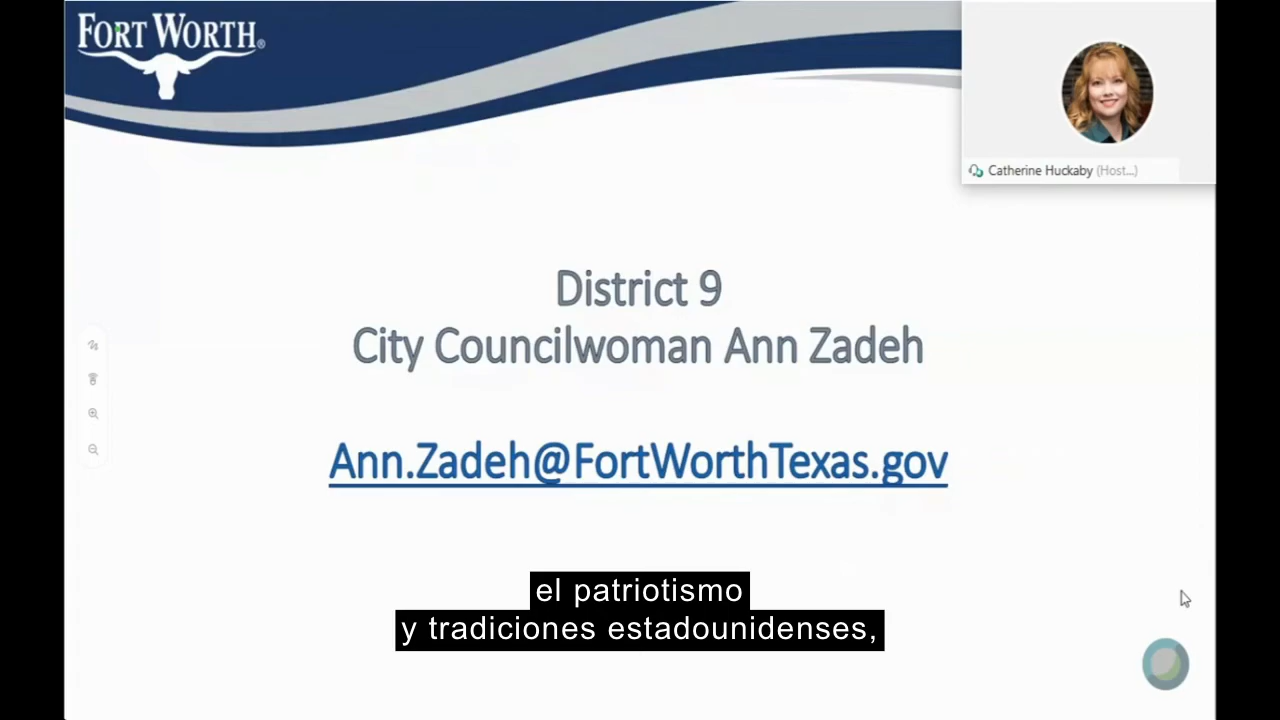 FORT WORTH®
Catherine Huckaby (Host...)
District 9
City Councilwoman Ann Zadeh
Ann.Zadeh@FortWorthTexas.gov
el patriotismo
y tradiciones estadounidenses,